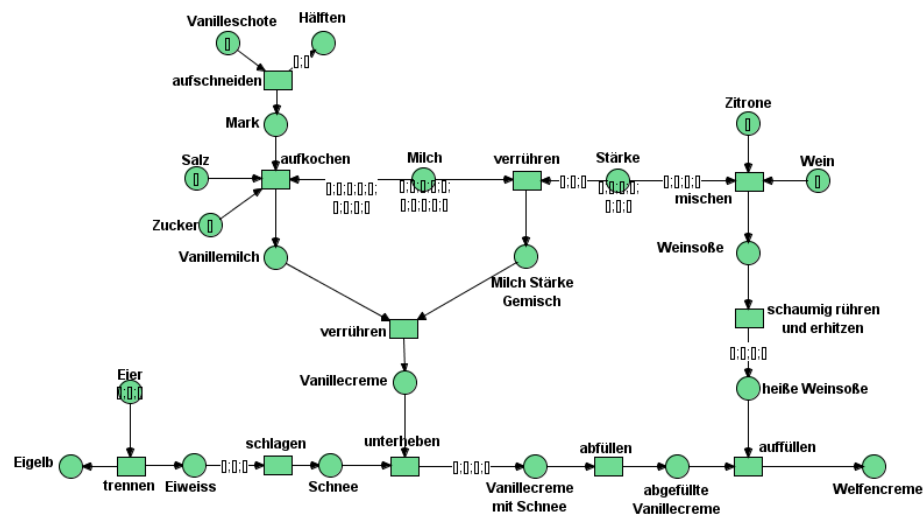 Vanilleschote
Hälften
[];[]
aufschneiden
Mark
Salz
aufkochen
Milch
verrühren
Stärke
Zitrone
Wein
[];[];[];[];[];
[];[];[];[]
[];[];[];[];[];
[];[];[];[];[]
[];[];[]
[];[];[];[];
[];[];[]
[];[];[];[]
mischen
Zucker
Vanillemilch
Milch Stärke
Gemisch
Weinsoße
verrühren
schaumig rühren
und erhitzen
[];[];[];[]
Vanillecreme
heiße Weinsoße
Eier
[];[];[]
Eigelb
trennen
Eiweiss
[];[];[]
schlagen
Schnee
unterheben
[];[];[];[]
Vanillecreme
mit Schnee
abfüllen
abgefüllte
Vanillecreme
auffüllen
Welfencreme